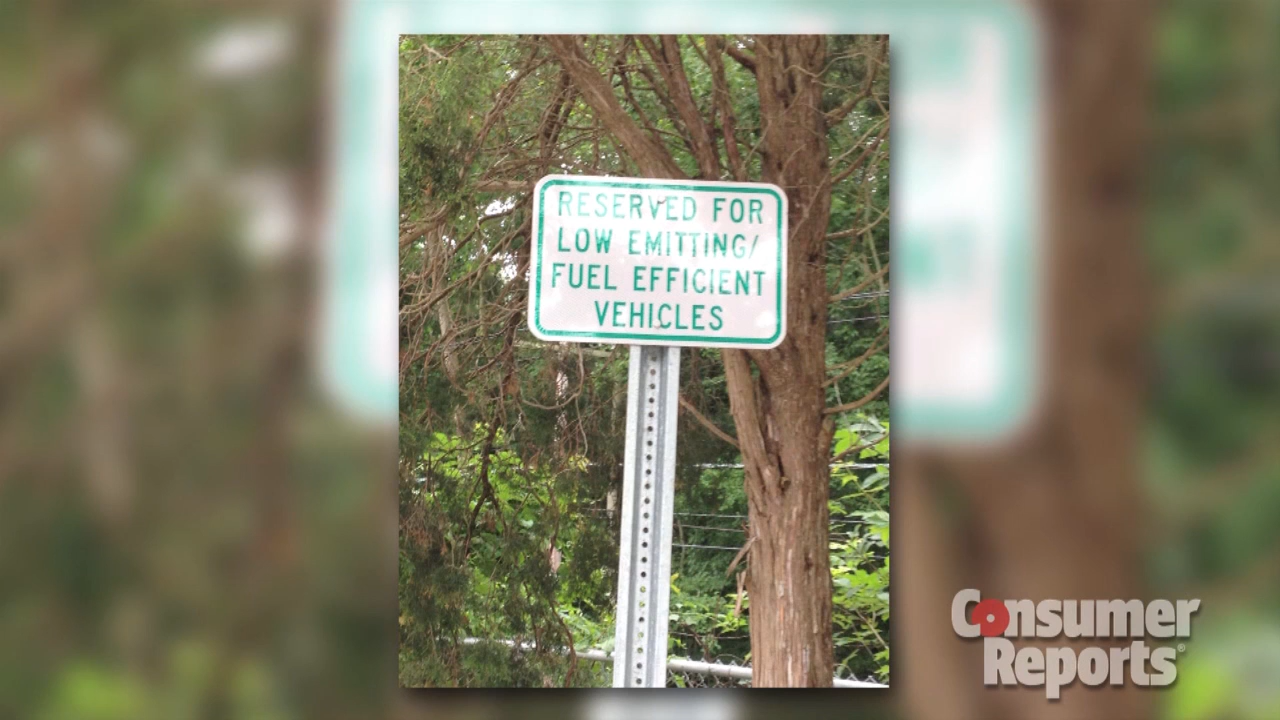 RESERVED FOR
LOW EMITTING/
FUEL EFFICIENT
VEHICLES
Consumer
Reports®